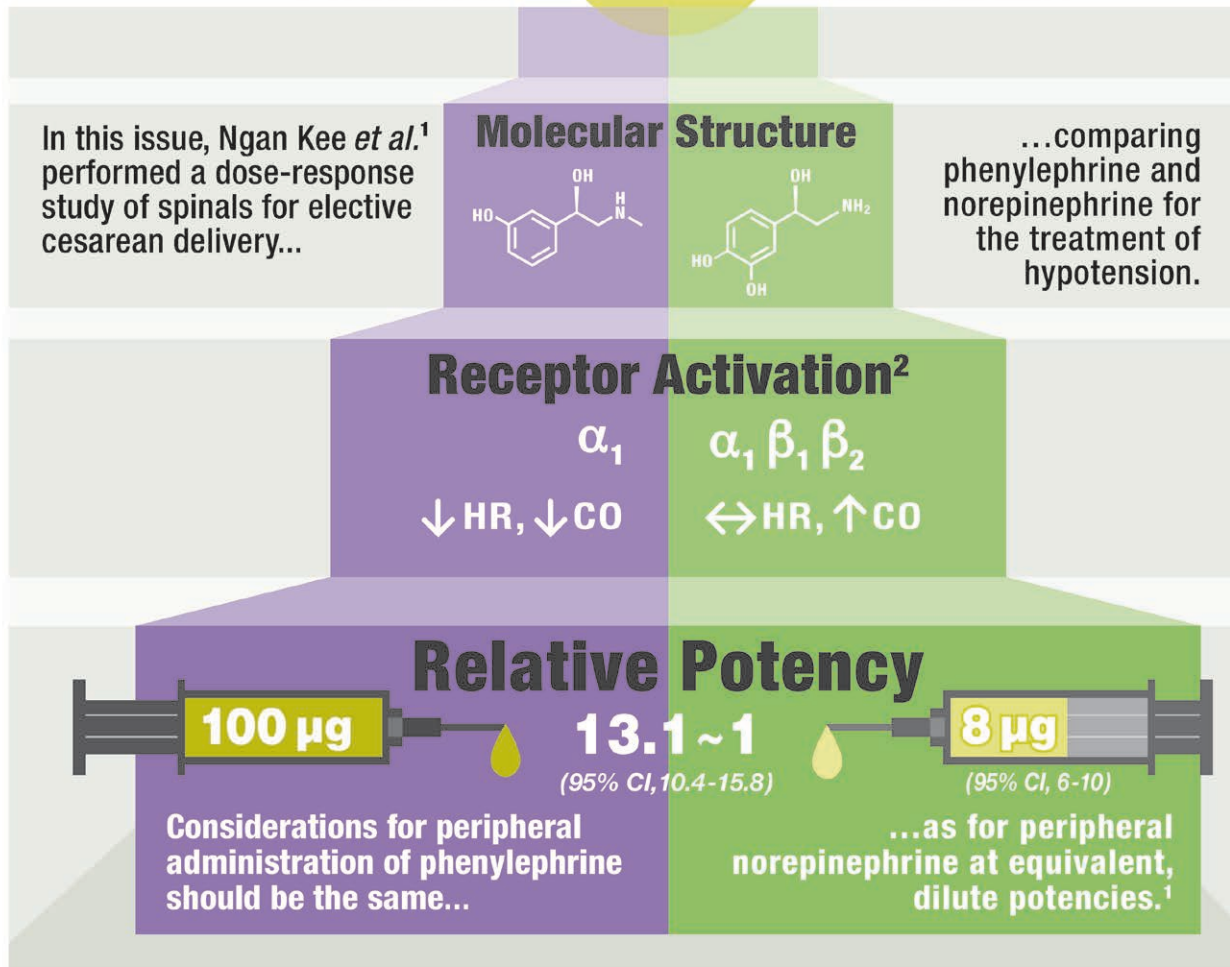 In this issue, Ngan Kee et al.¹
performed a dose-response
study of spinals for elective
cesarean delivery...
Molecular Structure
OH
HO
H
N
OH
NH₂
HO
OH
...comparing
phenylephrine and
norepinephrine for
the treatment of
hypotension.
Receptor Activation²
α₁
α₁ β₁ β₂
↓HR, ↓CO
↔HR, ↑CO
Relative Potency
100 µg
13.1 ~ 1
(95% CI, 10.4-15.8)
8 µg
(95% CI, 6-10)
Considerations for peripheral
administration of phenylephrine
should be the same...
...as for peripheral
norepinephrine at equivalent,
dilute potencies.¹